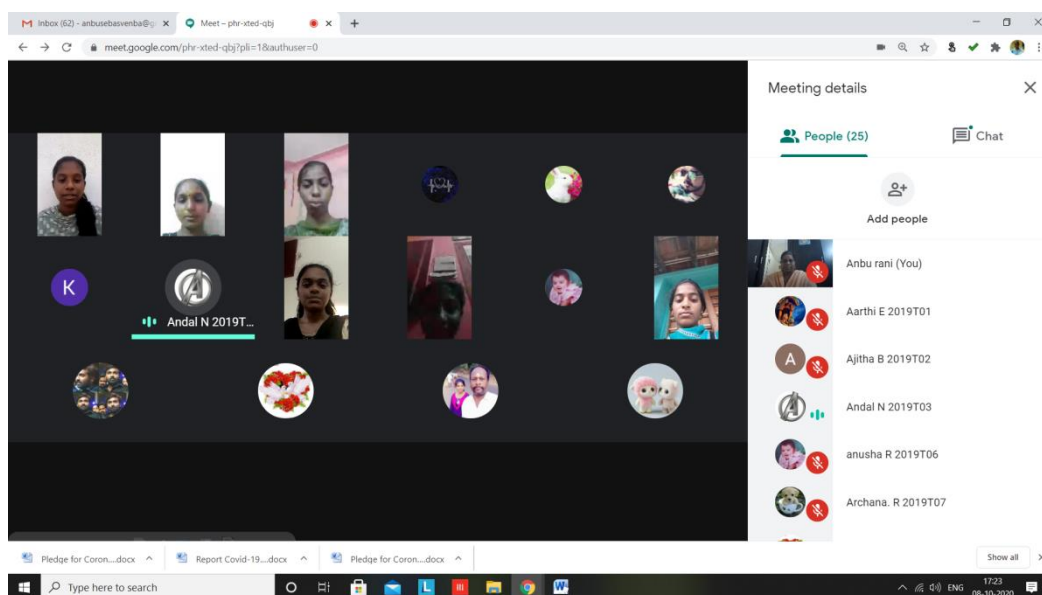 Inbox (62) - anbusebasvenba@g
Meet – phr-xted-qbj
meet.google.com/phr-xted-qbj?pli=1&authuser=0
Meeting details
People (25)
Chat
Add people
Anbu rani (You)
Aarthi E 2019T01
A
Ajitha B 2019T02
Andal N 2019T03
anusha R 2019T06
Archana. R 2019T07
K
Andal N 2019T...
Pledge for Coron....docx
Report Covid-19....docx
Pledge for Coron....docx
Show all
Type here to search
L
W
ENG
17:23
08-10-2020